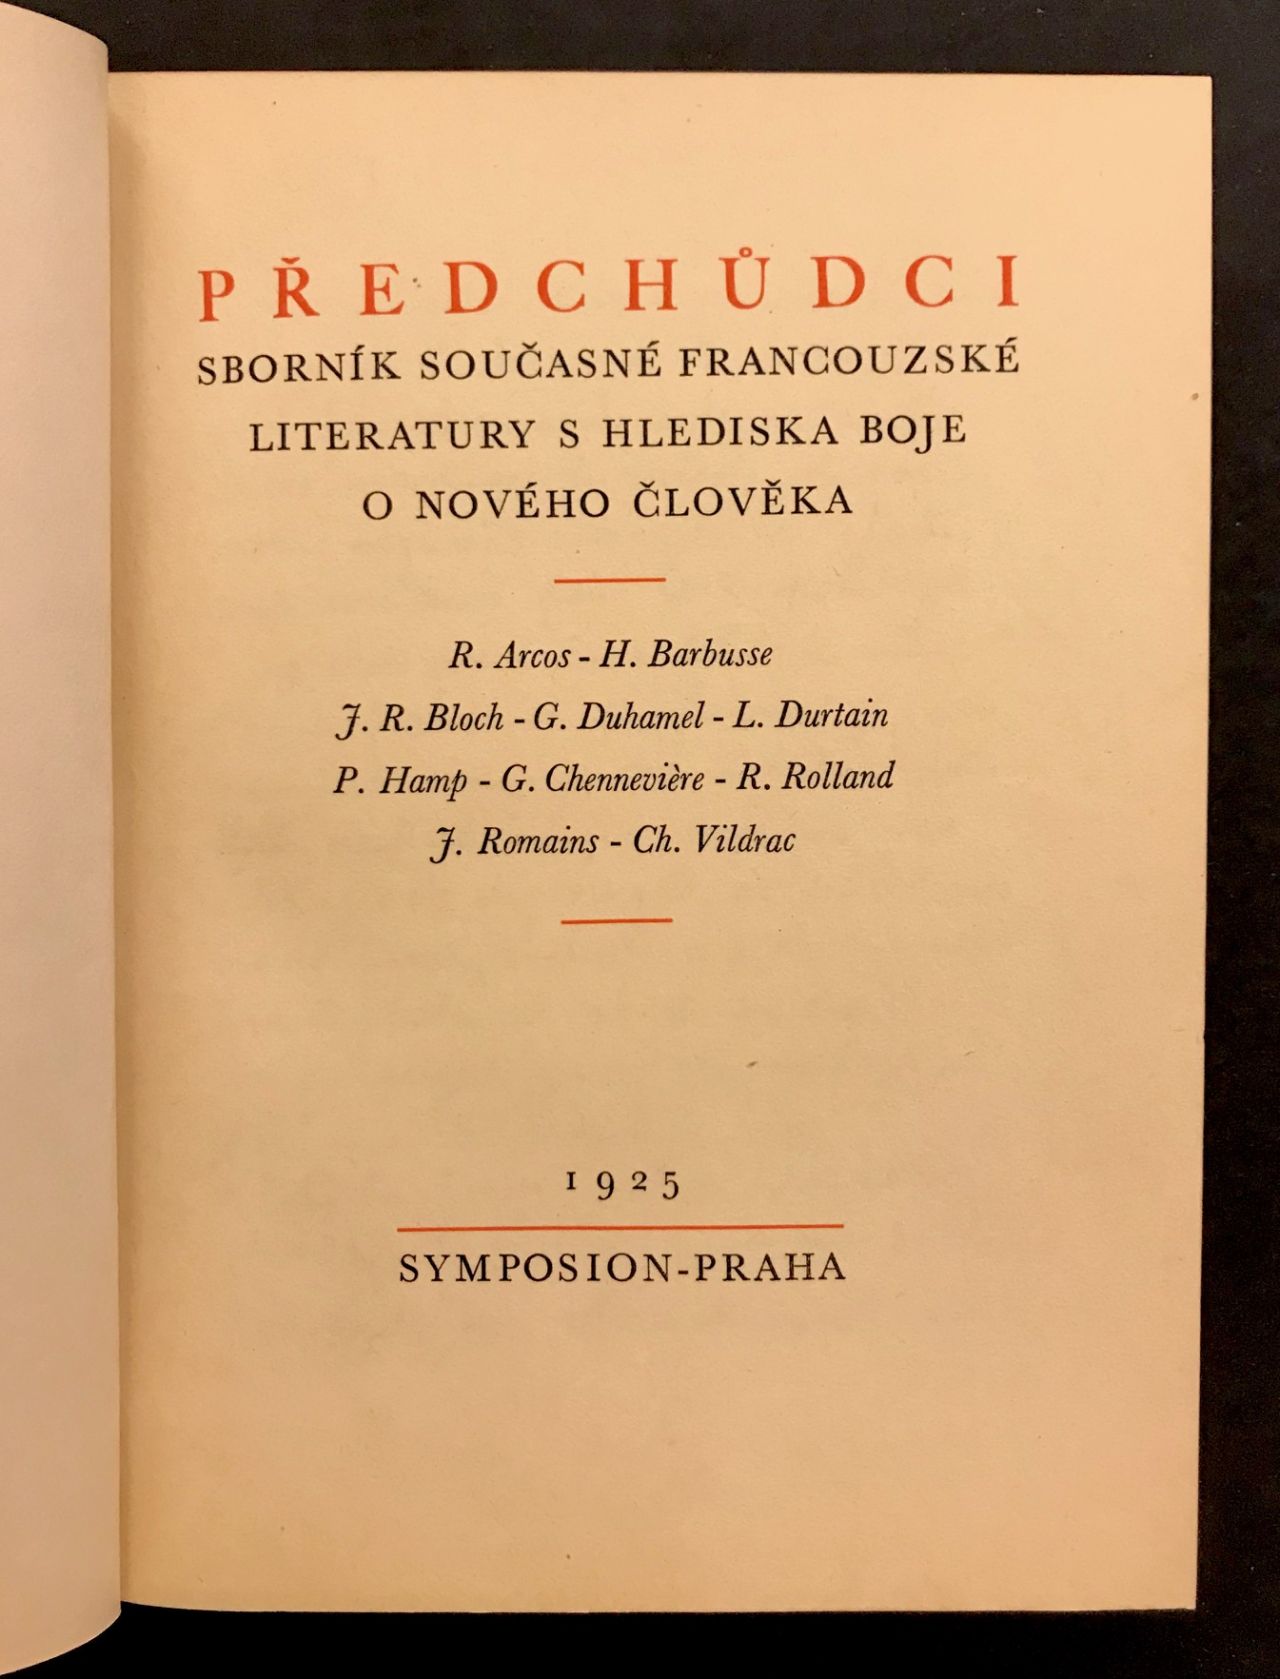 PŘEDCHŮDCI
SBORNÍK SOUČASNÉ FRANCOUZSKÉ
LITERATURY S HLEDISKA BOJE
O NOVÉHO ČLOVĚKA
R. Arcos - H. Barbusse
J. R. Bloch - G. Duhamel - L. Durtain
P. Hamp - G. Chennevière - R. Rolland
J. Romains - Ch. Vildrac
1925
SYMPOSION-PRAHA